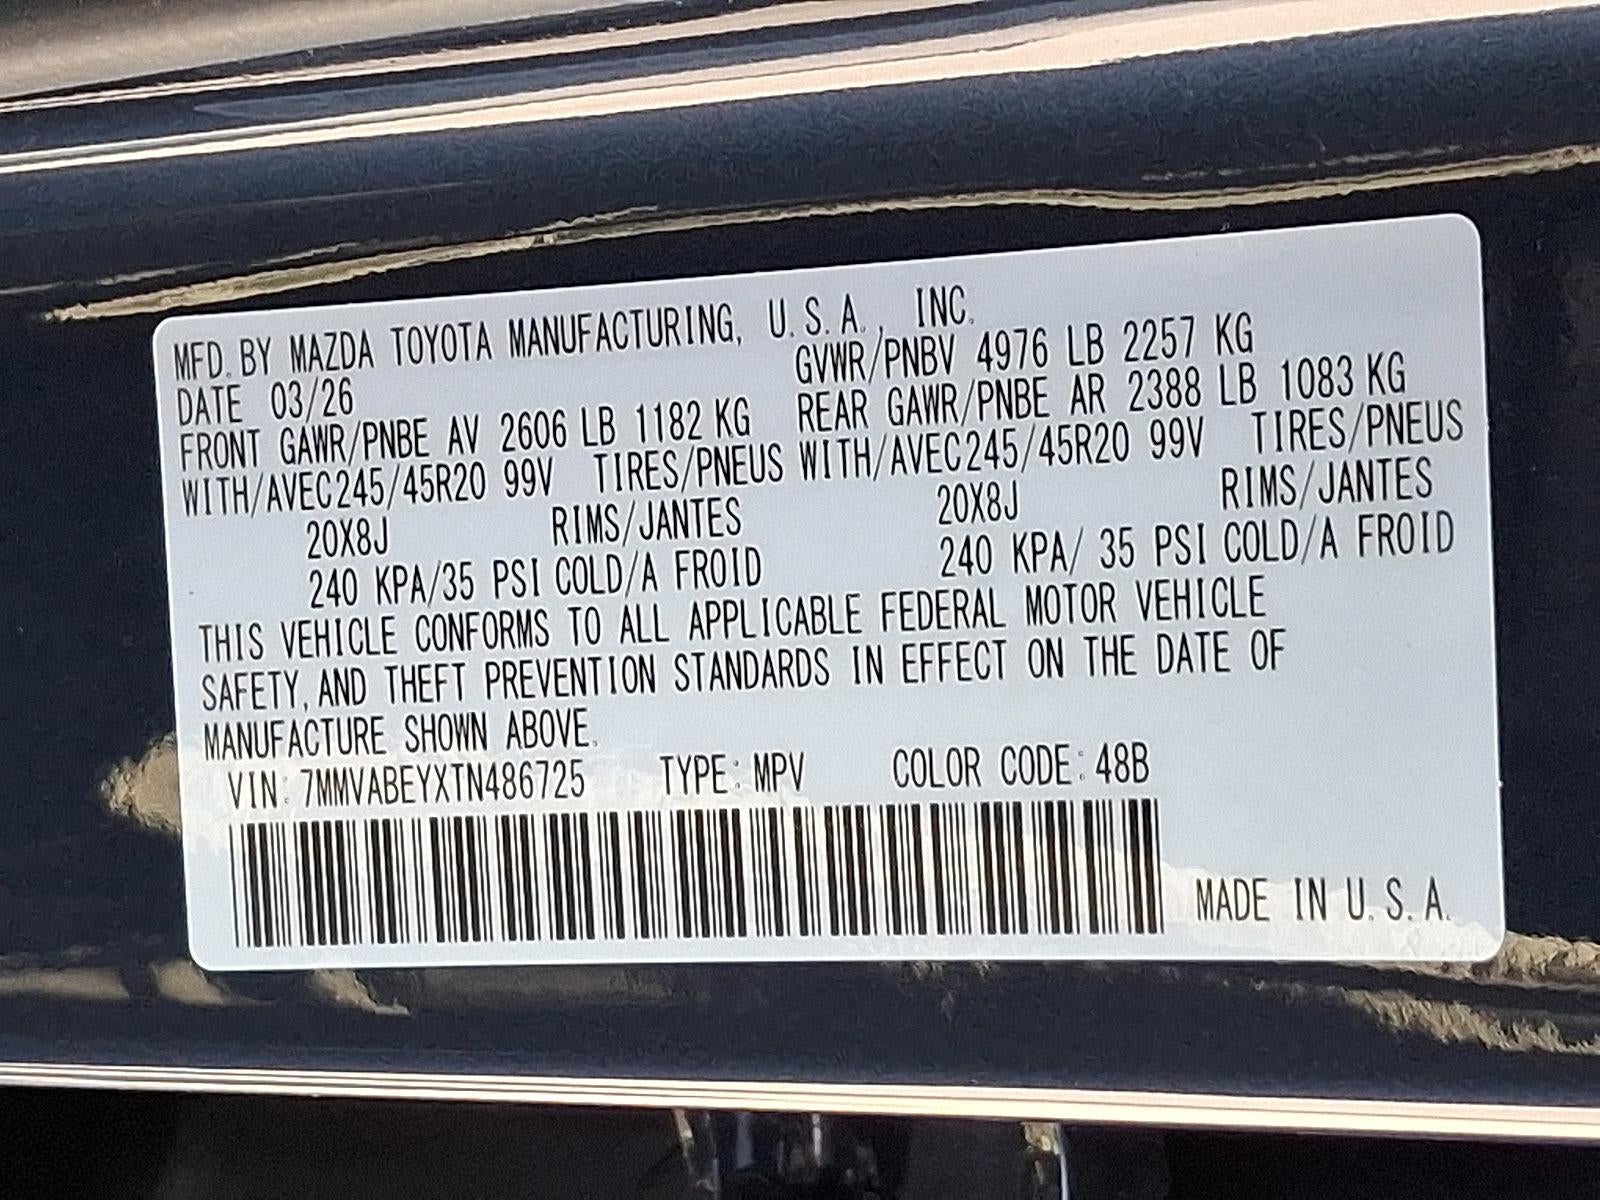 MFD. BY MAZDA TOYOTA MANUFACTURING, U.S.A., INC.
DATE 03/26 GVWR/PNBV 4976 LB 2257 KG
FRONT GAWR/PNBE AV 2606 LB 1182 KG REAR GAWR/PNBE AR 2388 LB 1083 KG
WITH/AVEC245/45R20 99V TIRES/PNEUS WITH/AVEC245/45R20 99V TIRES/PNEUS
20X8J RIMS/JANTES 20X8J RIMS/JANTES
240 KPA/35 PSI COLD/A FROID 240 KPA/ 35 PSI COLD/A FROID
THIS VEHICLE CONFORMS TO ALL APPLICABLE FEDERAL MOTOR VEHICLE
SAFETY, AND THEFT PREVENTION STANDARDS IN EFFECT ON THE DATE OF
MANUFACTURE SHOWN ABOVE.
VIN: 7MMVABEYXTN486725 TYPE: MPV COLOR CODE: 48B
MADE IN U.S.A.